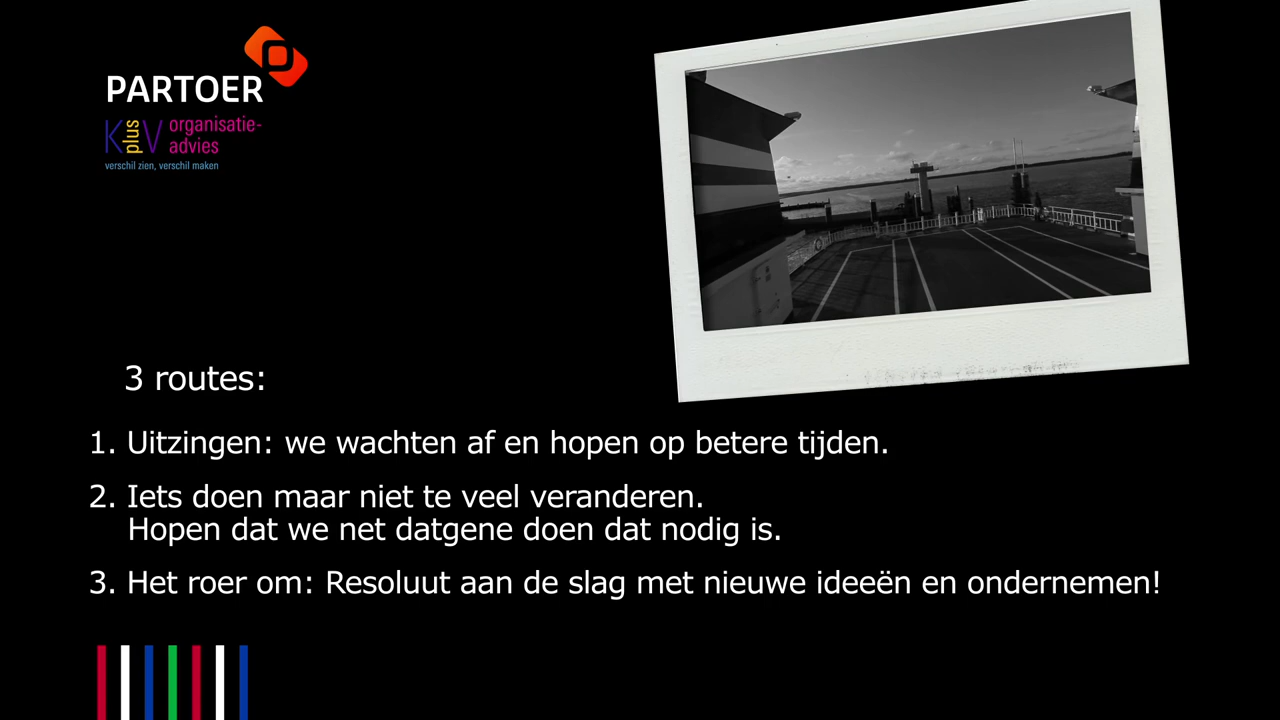 PARTOER
KplusV organisatie-
advies
verschil zien, verschil maken
3 routes:
1. Uitzingen: we wachten af en hopen op betere tijden.
2. Iets doen maar niet te veel veranderen.
Hopen dat we net datgene doen dat nodig is.
3. Het roer om: Resoluut aan de slag met nieuwe ideeën en ondernemen!